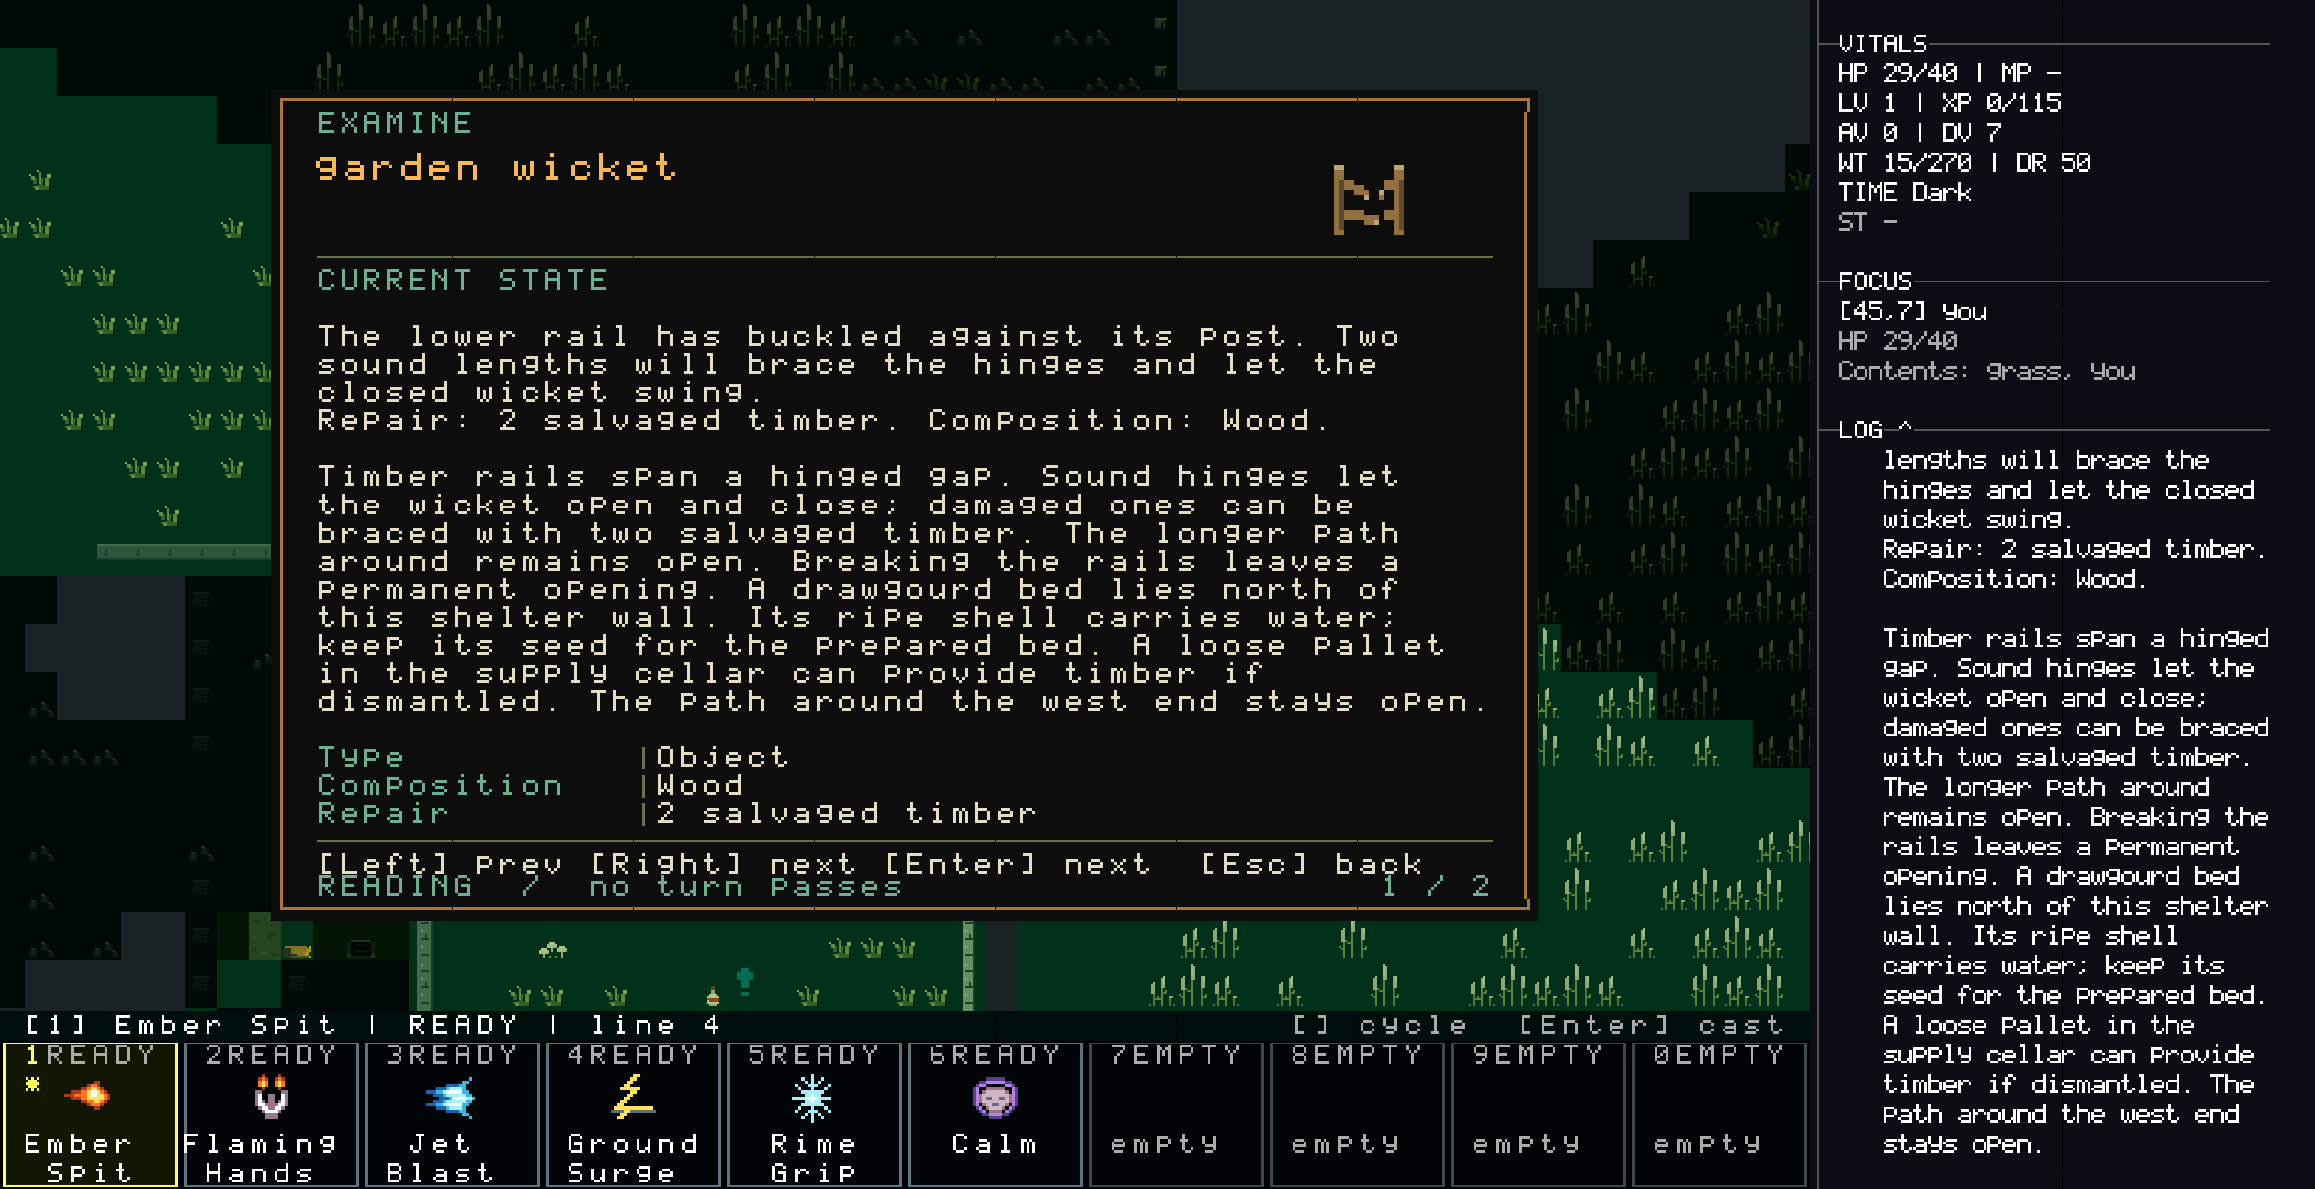 EXAMINE
garden wicket
CURRENT STATE
The lower rail has buckled against its post. Two
sound lengths will brace the hinges and let the
closed wicket swing.
Repair: 2 salvaged timber. Composition: Wood.
Timber rails span a hinged gap. Sound hinges let
the wicket open and close; damaged ones can be
braced with two salvaged timber. The longer path
around remains open. Breaking the rails leaves a
permanent opening. A drawgourd bed lies north of
this shelter wall. Its ripe shell carries water;
keep its seed for the prepared bed. A loose pallet
in the supply cellar can provide timber if
dismantled. The path around the west end stays open.
Type |Object
Composition |Wood
Repair |2 salvaged timber
[Left] prev [Right] next [Enter] next [Esc] back
READING / no turn passes 1 / 2
[1] Ember Spit | READY | line 4 [] cycle [Enter] cast
1READY 2READY 3READY 4READY 5READY 6READY 7EMPTY 8EMPTY 9EMPTY 0EMPTY
Ember Flaming Jet Ground Rime Calm empty empty empty empty
Spit Hands Blast Surge Grip
VITALS
HP 29/40 | MP -
LV 1 | XP 0/115
AV 0 | DV 7
WT 15/270 | DR 50
TIME Dark
ST -
FOCUS
[45,7] You
HP 29/40
Contents: grass, You
LOG ^
lengths will brace the
hinges and let the closed
wicket swing.
Repair: 2 salvaged timber.
Composition: Wood.
Timber rails span a hinged
gap. Sound hinges let the
wicket open and close;
damaged ones can be braced
with two salvaged timber.
The longer path around
remains open. Breaking the
rails leaves a permanent
opening. A drawgourd bed
lies north of this shelter
wall. Its ripe shell
carries water; keep its
seed for the prepared bed.
A loose pallet in the
supply cellar can provide
timber if dismantled. The
path around the west end
stays open.